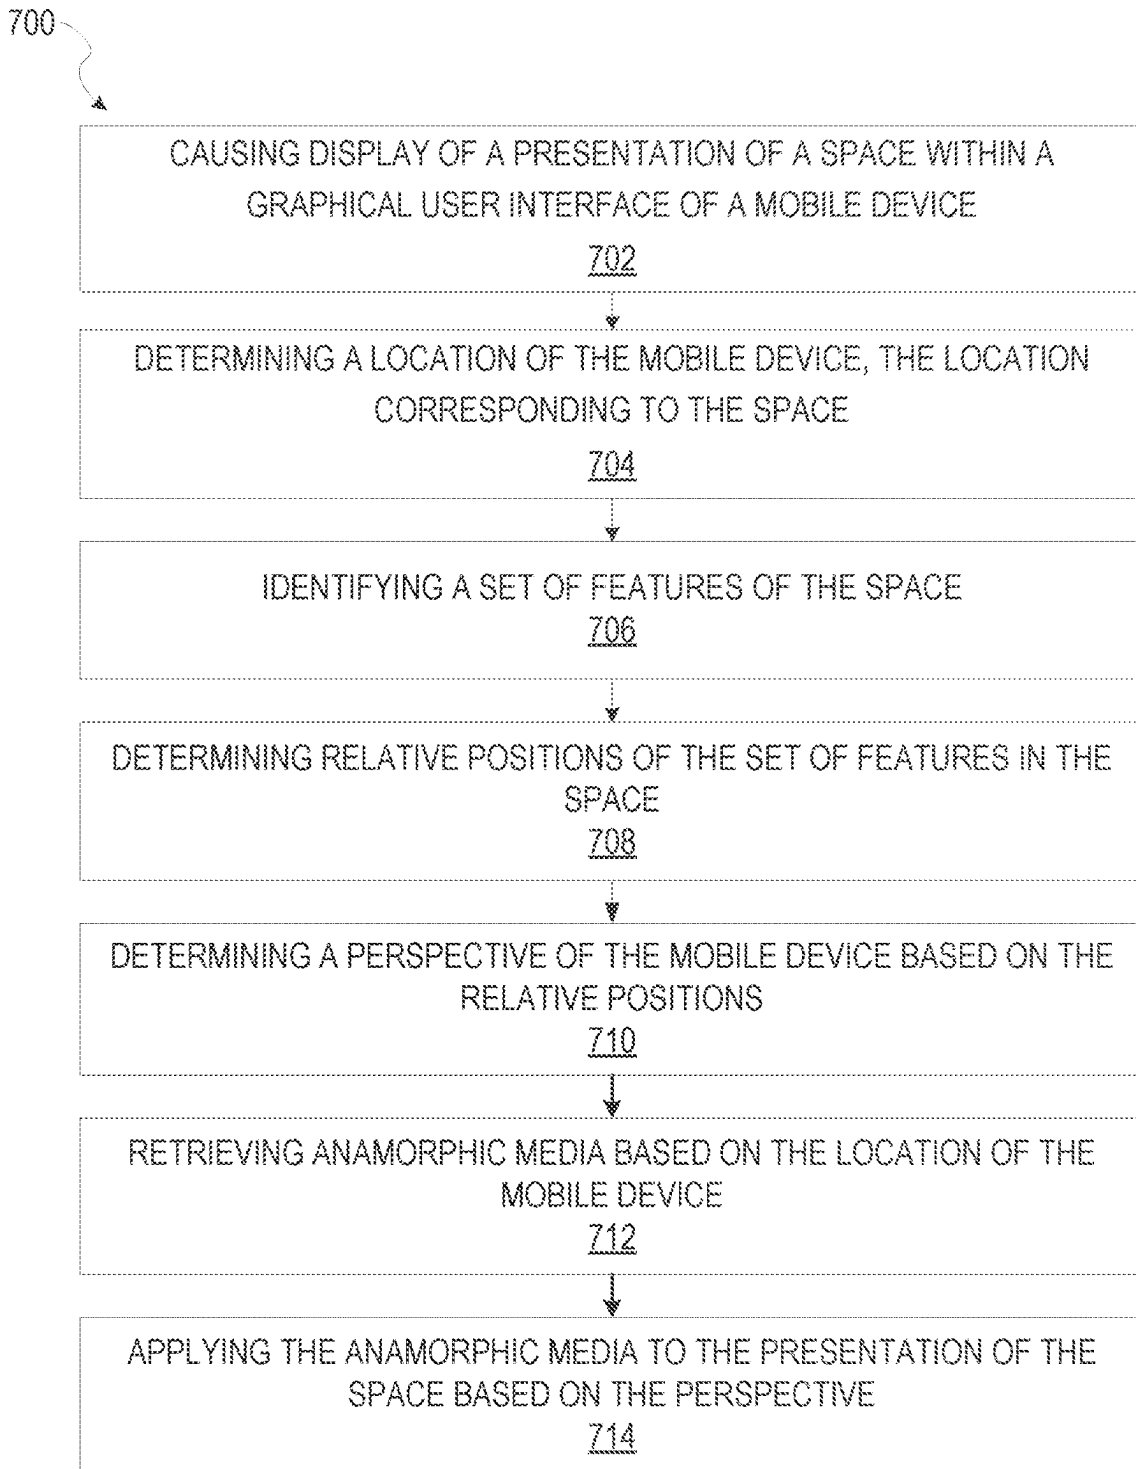 700
CAUSING DISPLAY OF A PRESENTATION OF A SPACE WITHIN A
GRAPHICAL USER INTERFACE OF A MOBILE DEVICE
702
DETERMINING A LOCATION OF THE MOBILE DEVICE, THE LOCATION
CORRESPONDING TO THE SPACE
704
IDENTIFYING A SET OF FEATURES OF THE SPACE
706
DETERMINING RELATIVE POSITIONS OF THE SET OF FEATURES IN THE
SPACE
708
DETERMINING A PERSPECTIVE OF THE MOBILE DEVICE BASED ON THE
RELATIVE POSITIONS
710
RETRIEVING ANAMORPHIC MEDIA BASED ON THE LOCATION OF THE
MOBILE DEVICE
712
APPLYING THE ANAMORPHIC MEDIA TO THE PRESENTATION OF THE
SPACE BASED ON THE PERSPECTIVE
714